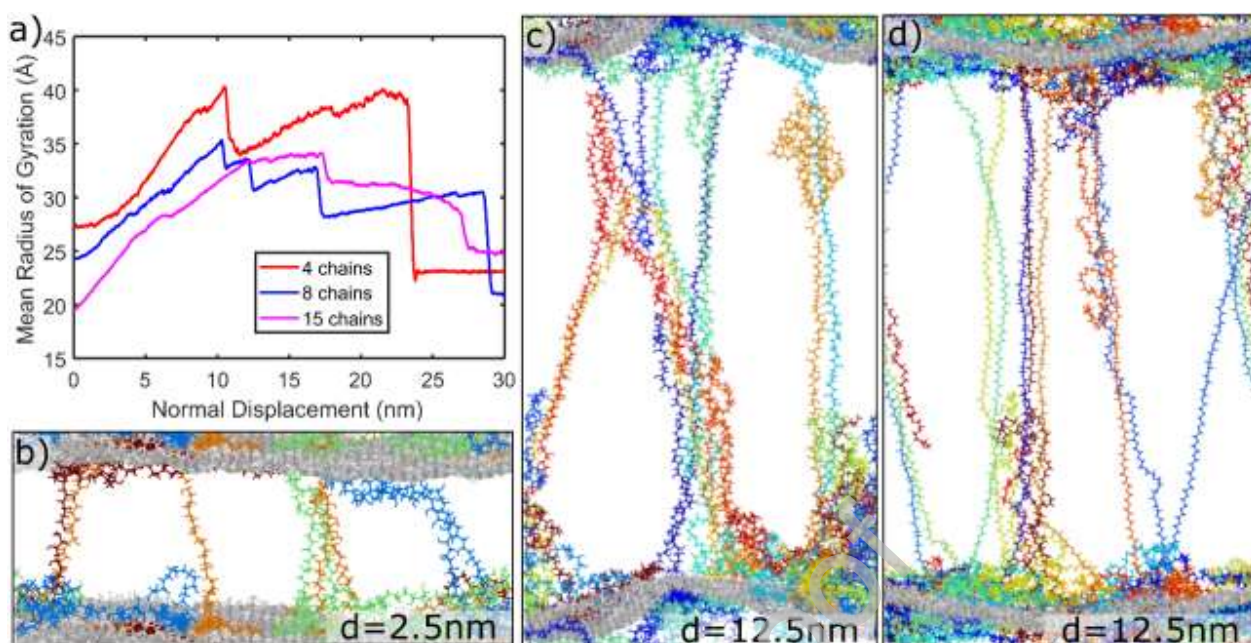 a)
Mean Radius of Gyration (Å)
45
40
35
30
25
20
15
4 chains
8 chains
15 chains
0 5 10 15 20 25 30
Normal Displacement (nm)
b)
d=2.5nm
c)
d=12.5nm
d)
d=12.5nm